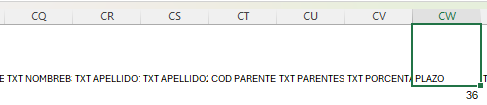 CQ CR CS CT CU CV CW
TXT NOMBREB TXT APELLIDO TXT APELLIDO2 COD PARENTE TXT PARENTES TXT PORCENTA PLAZO
36